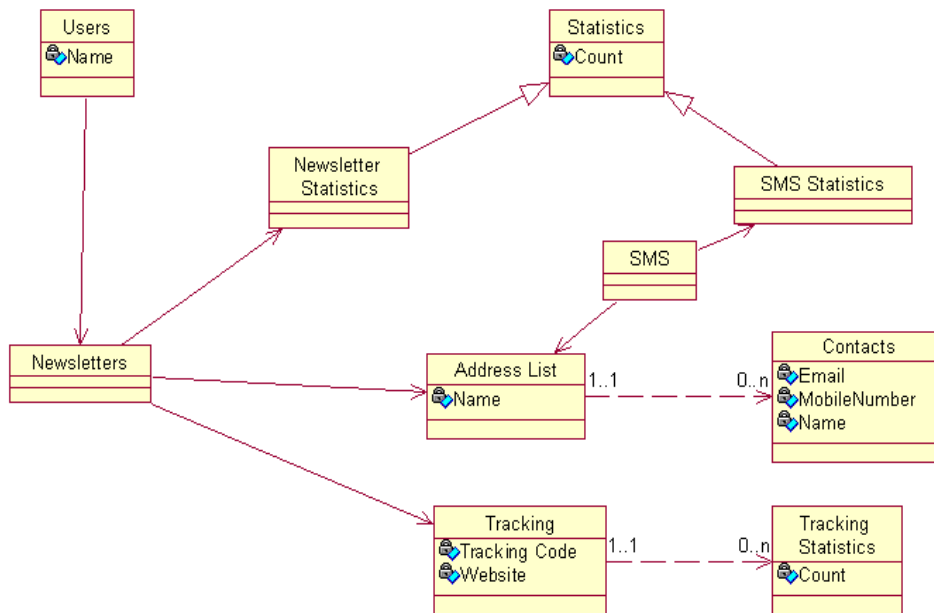 Users
Name
Statistics
Count
Newsletter
Statistics
SMS Statistics
SMS
Newsletters
Address List
Name
1..1
0..n
Contacts
Email
MobileNumber
Name
Tracking
Tracking Code
Website
1..1
0..n
Tracking
Statistics
Count